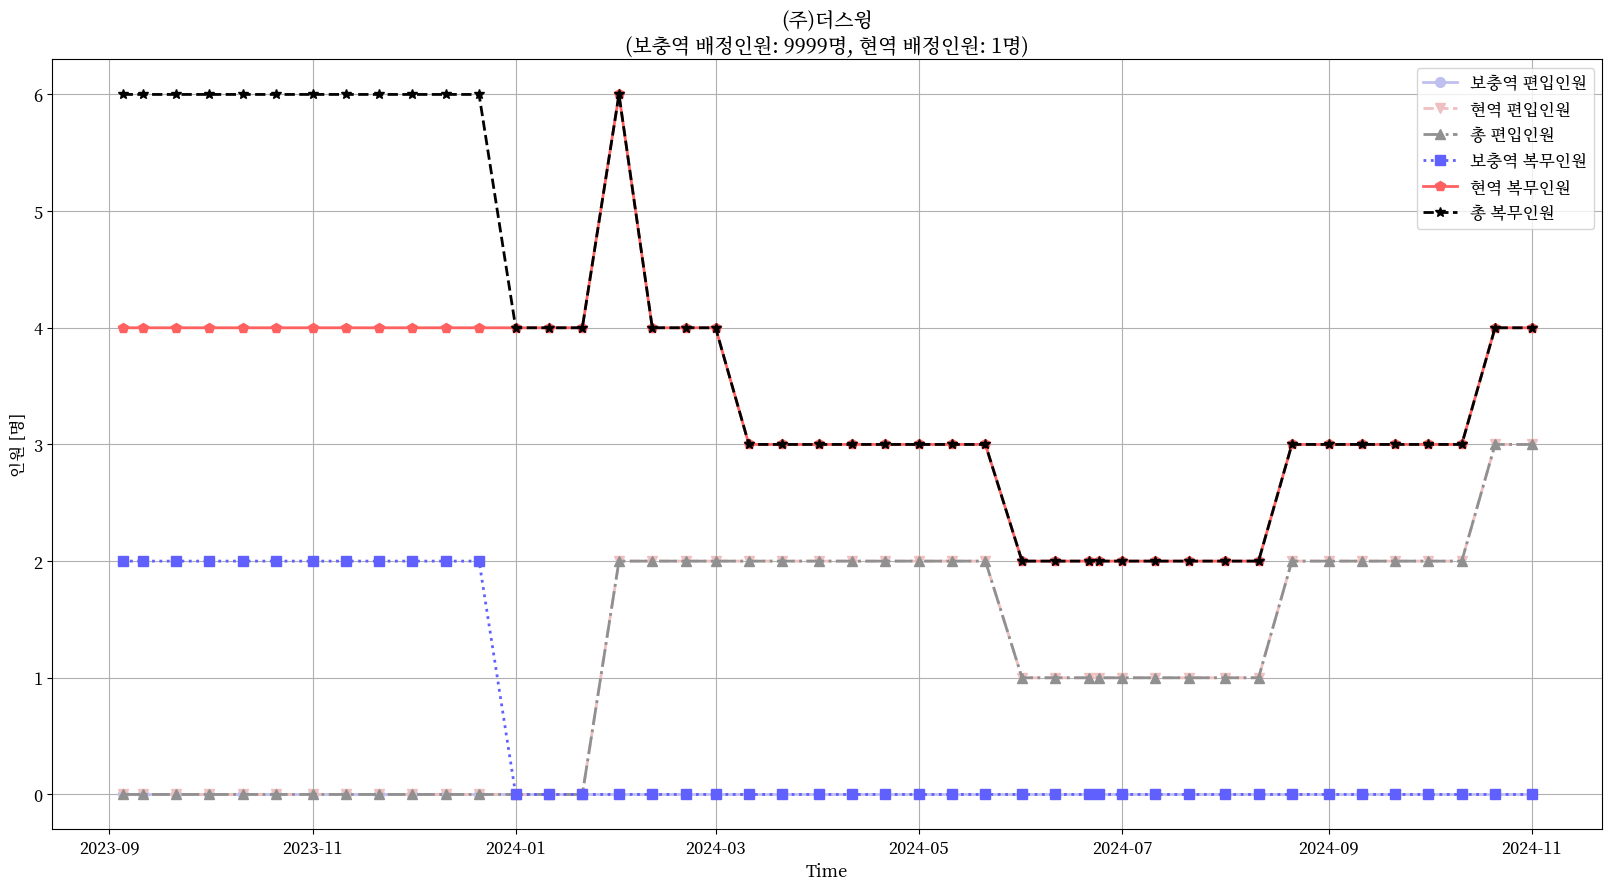 (주)더스윙
(보충역 배정인원: 9999명, 현역 배정인원: 1명)
보충역 편입인원
현역 편입인원
총 편입인원
보충역 복무인원
현역 복무인원
총 복무인원
인원 [명]
6
5
4
3
2
1
0
2023-09
2023-11
2024-01
2024-03
2024-05
2024-07
2024-09
2024-11
Time